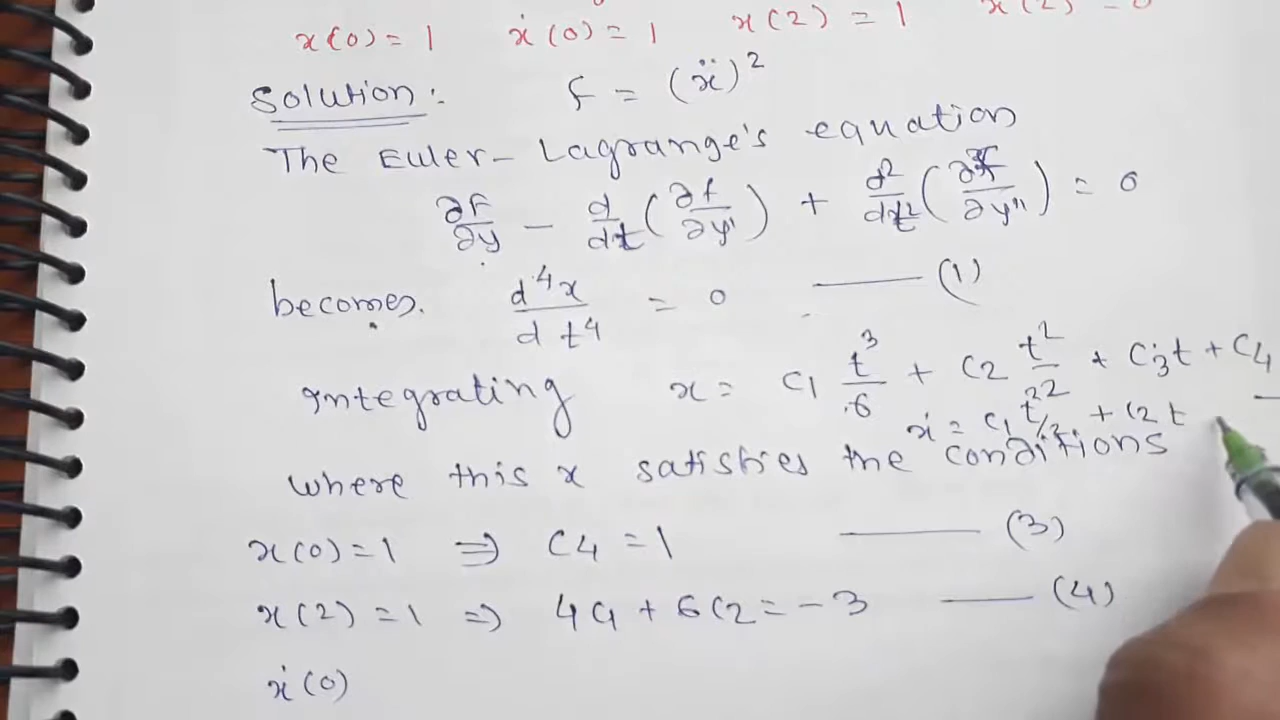 x(0) = 1 ẋ(0) = 1 x(2) = 1 ẋ(2) = 0
Solution: f = (ẍ)²
The Euler-Lagrange's equation
∂F/∂y - d/dt (∂f/∂y') + d²/dt² (∂f/∂y'') = 0
becomes. d⁴x/dt⁴ = 0 —— (1)
Integrating x = C1 t³/6 + C2 t²/2 + C3t + C4
ẋ = C1 t²/2 + C2 t
where this x satisfies the conditions
x(0) = 1 ⇒ C4 = 1 —— (3)
x(2) = 1 ⇒ 4C1 + 6C2 = -3 —— (4)
ẋ(0)